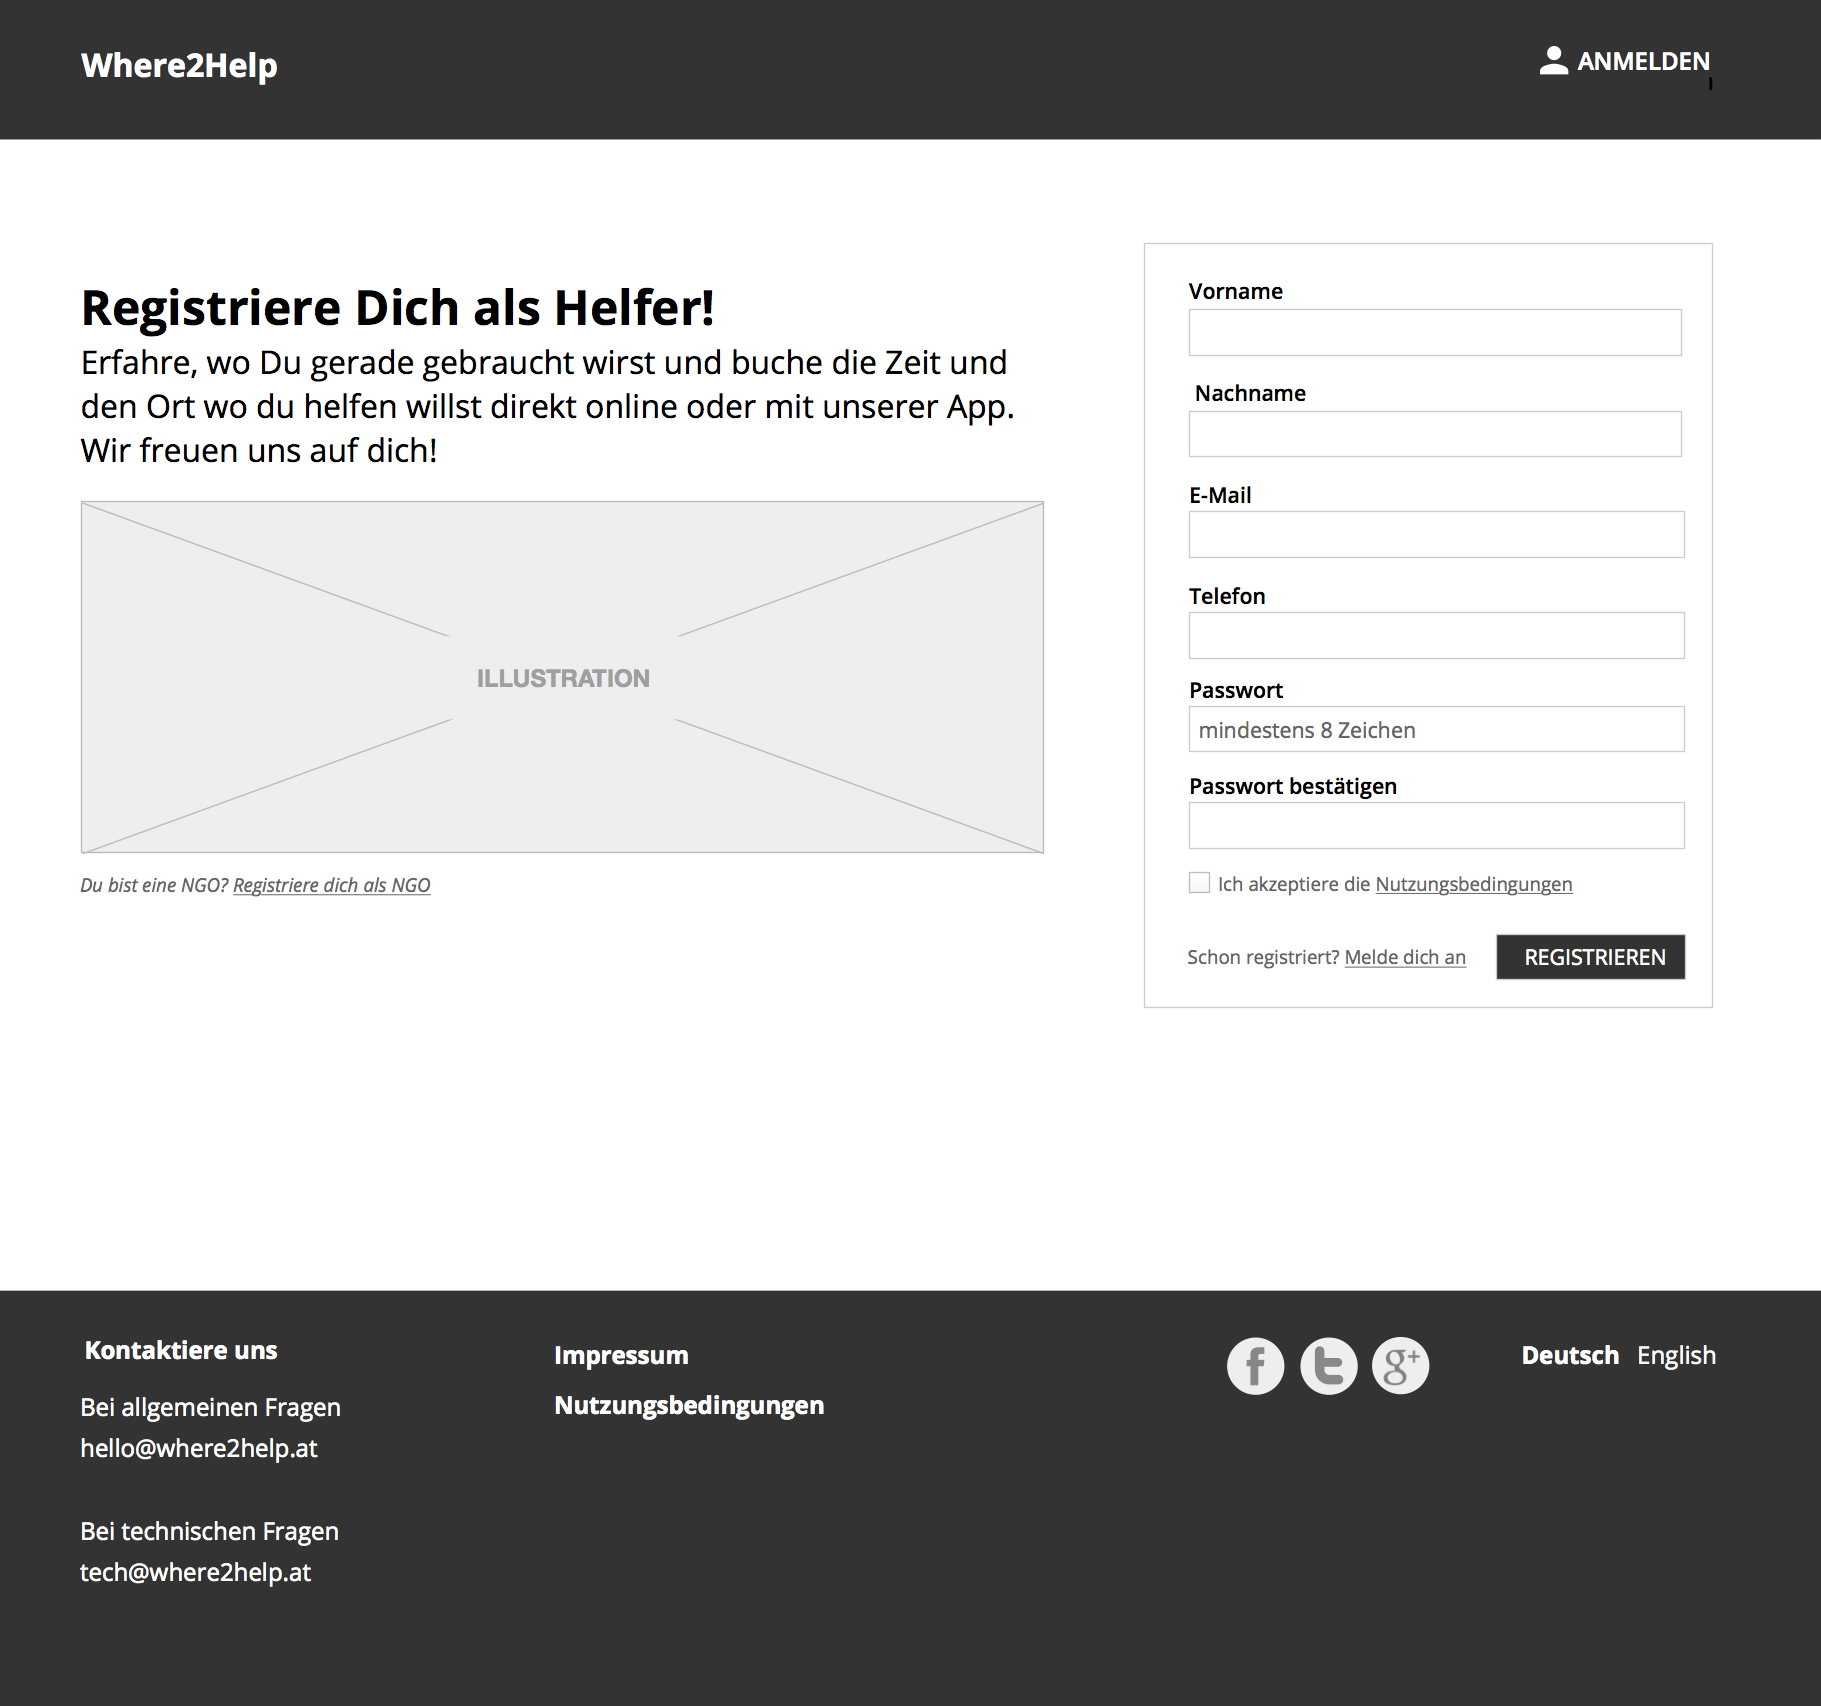 Where2Help
ANMELDEN
Registriere Dich als Helfer!
Erfahre, wo Du gerade gebraucht wirst und buche die Zeit und
den Ort wo du helfen willst direkt online oder mit unserer App.
Wir freuen uns auf dich!
ILLUSTRATION
Du bist eine NGO? Registriere dich als NGO
Vorname
Nachname
E-Mail
Telefon
Passwort
mindestens 8 Zeichen
Passwort bestätigen
Ich akzeptiere die Nutzungsbedingungen
Schon registriert? Melde dich an
REGISTRIEREN
Kontaktiere uns
Bei allgemeinen Fragen
hello@where2help.at
Bei technischen Fragen
tech@where2help.at
Impressum
Nutzungsbedingungen
f
t
g+
Deutsch English